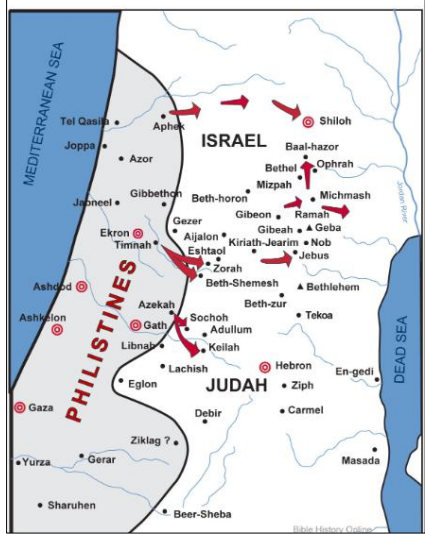 MEDITERRANEAN SEA
Tel Qasila
Aphek
Shiloh
ISRAEL
Joppa
Baal-hazor
Azor
Bethel
Ophrah
Mizpah
Jabneel
Gibbethon
Beth-horon
Michmash
Jordan River
Gibeon
Ramah
Gezer
Gibeah
Geba
Ekron
Aijalon
Kiriath-Jearim
Nob
Timnah
Eshtaol
Jebus
Zorah
Beth-Shemesh
Ashdod
Bethlehem
Beth-zur
Azekah
Sochoh
Tekoa
Ashkelon
Gath
Adullum
Libnah
Keilah
PHILISTINES
Lachish
Hebron
DEAD SEA
Eglon
JUDAH
Ziph
En-gedi
Gaza
Debir
Carmel
Ziklag ?
Yurza
Gerar
Masada
Sharuhen
Beer-Sheba
Bible History Online